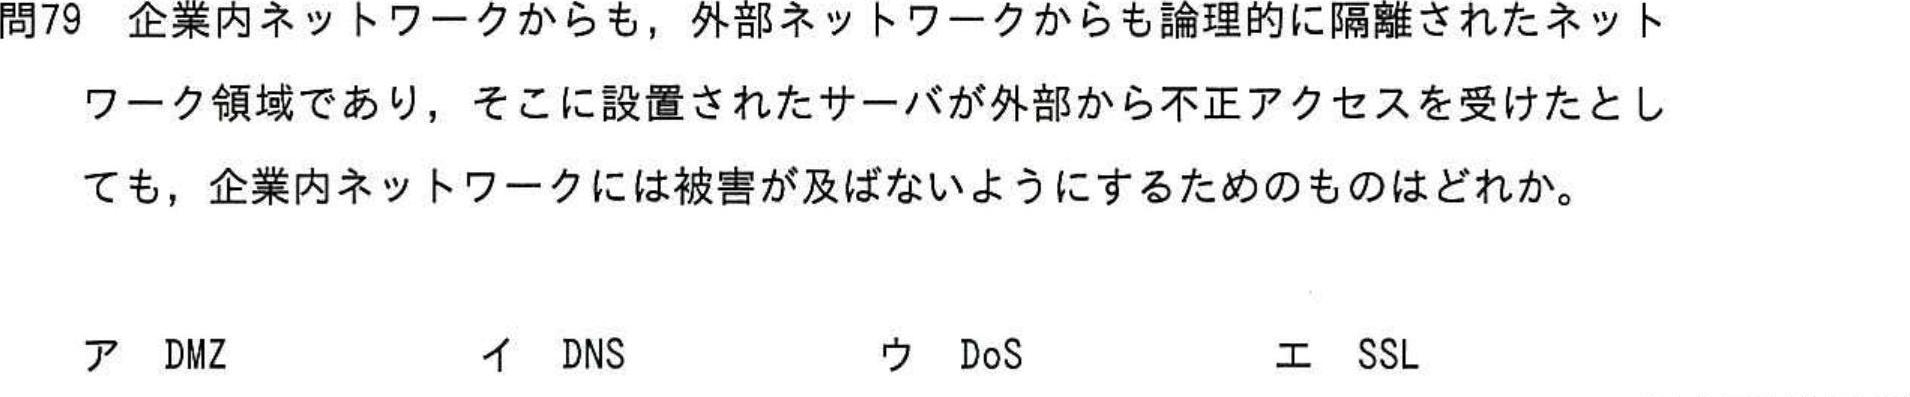 問79 企業内ネットワークからも，外部ネットワークからも論理的に隔離されたネット
ワーク領域であり，そこに設置されたサーバが外部から不正アクセスを受けたとし
ても，企業内ネットワークには被害が及ばないようにするためのものはどれか。
ア DMZ イ DNS ウ DoS エ SSL